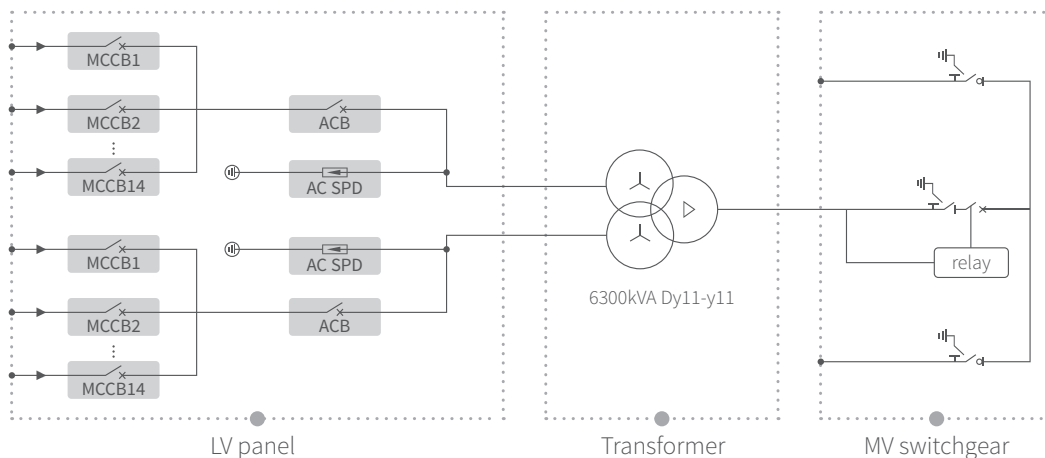 MCCB1
MCCB2
MCCB14
ACB
AC SPD
MCCB1
MCCB2
MCCB14
AC SPD
ACB
6300kVA Dy11-y11
relay
LV panel
Transformer
MV switchgear